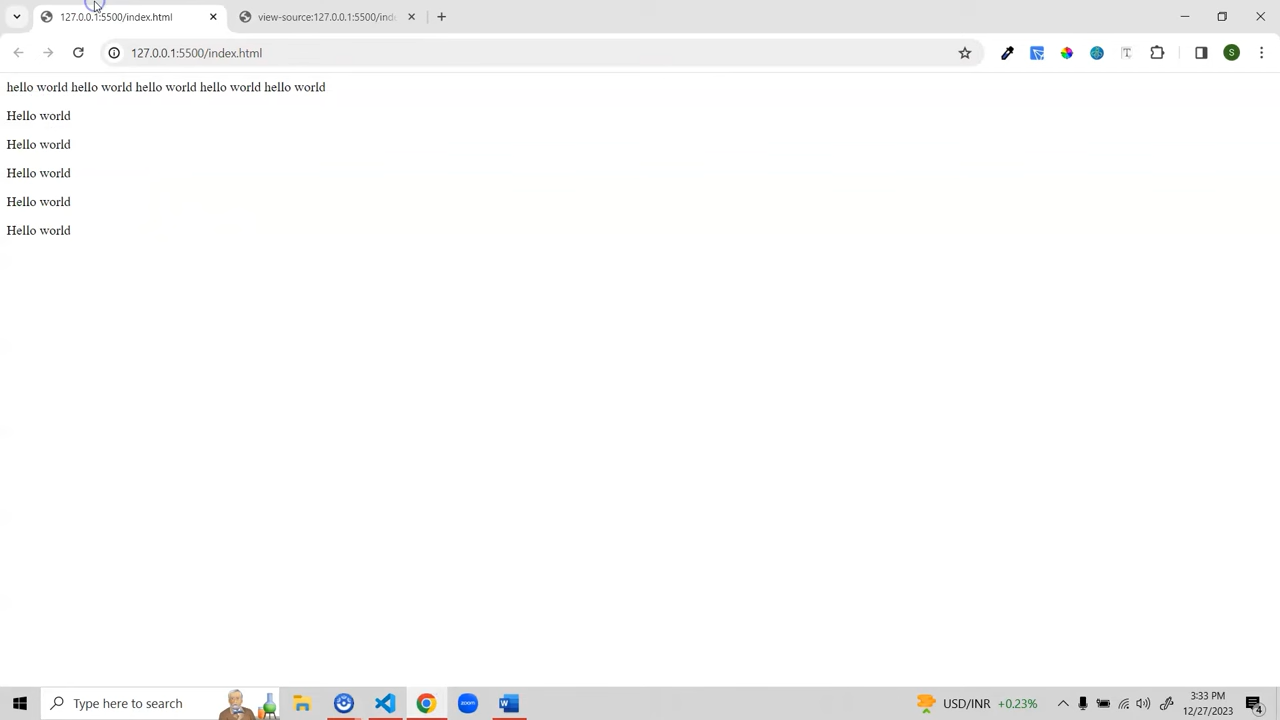 127.0.0.1:5500/index.html
view-source:127.0.0.1:5500/ind
127.0.0.1:5500/index.html
S
hello world hello world hello world hello world hello world
Hello world
Hello world
Hello world
Hello world
Hello world
Type here to search
zoom
USD/INR +0.23%
3:33 PM
12/27/2023
4